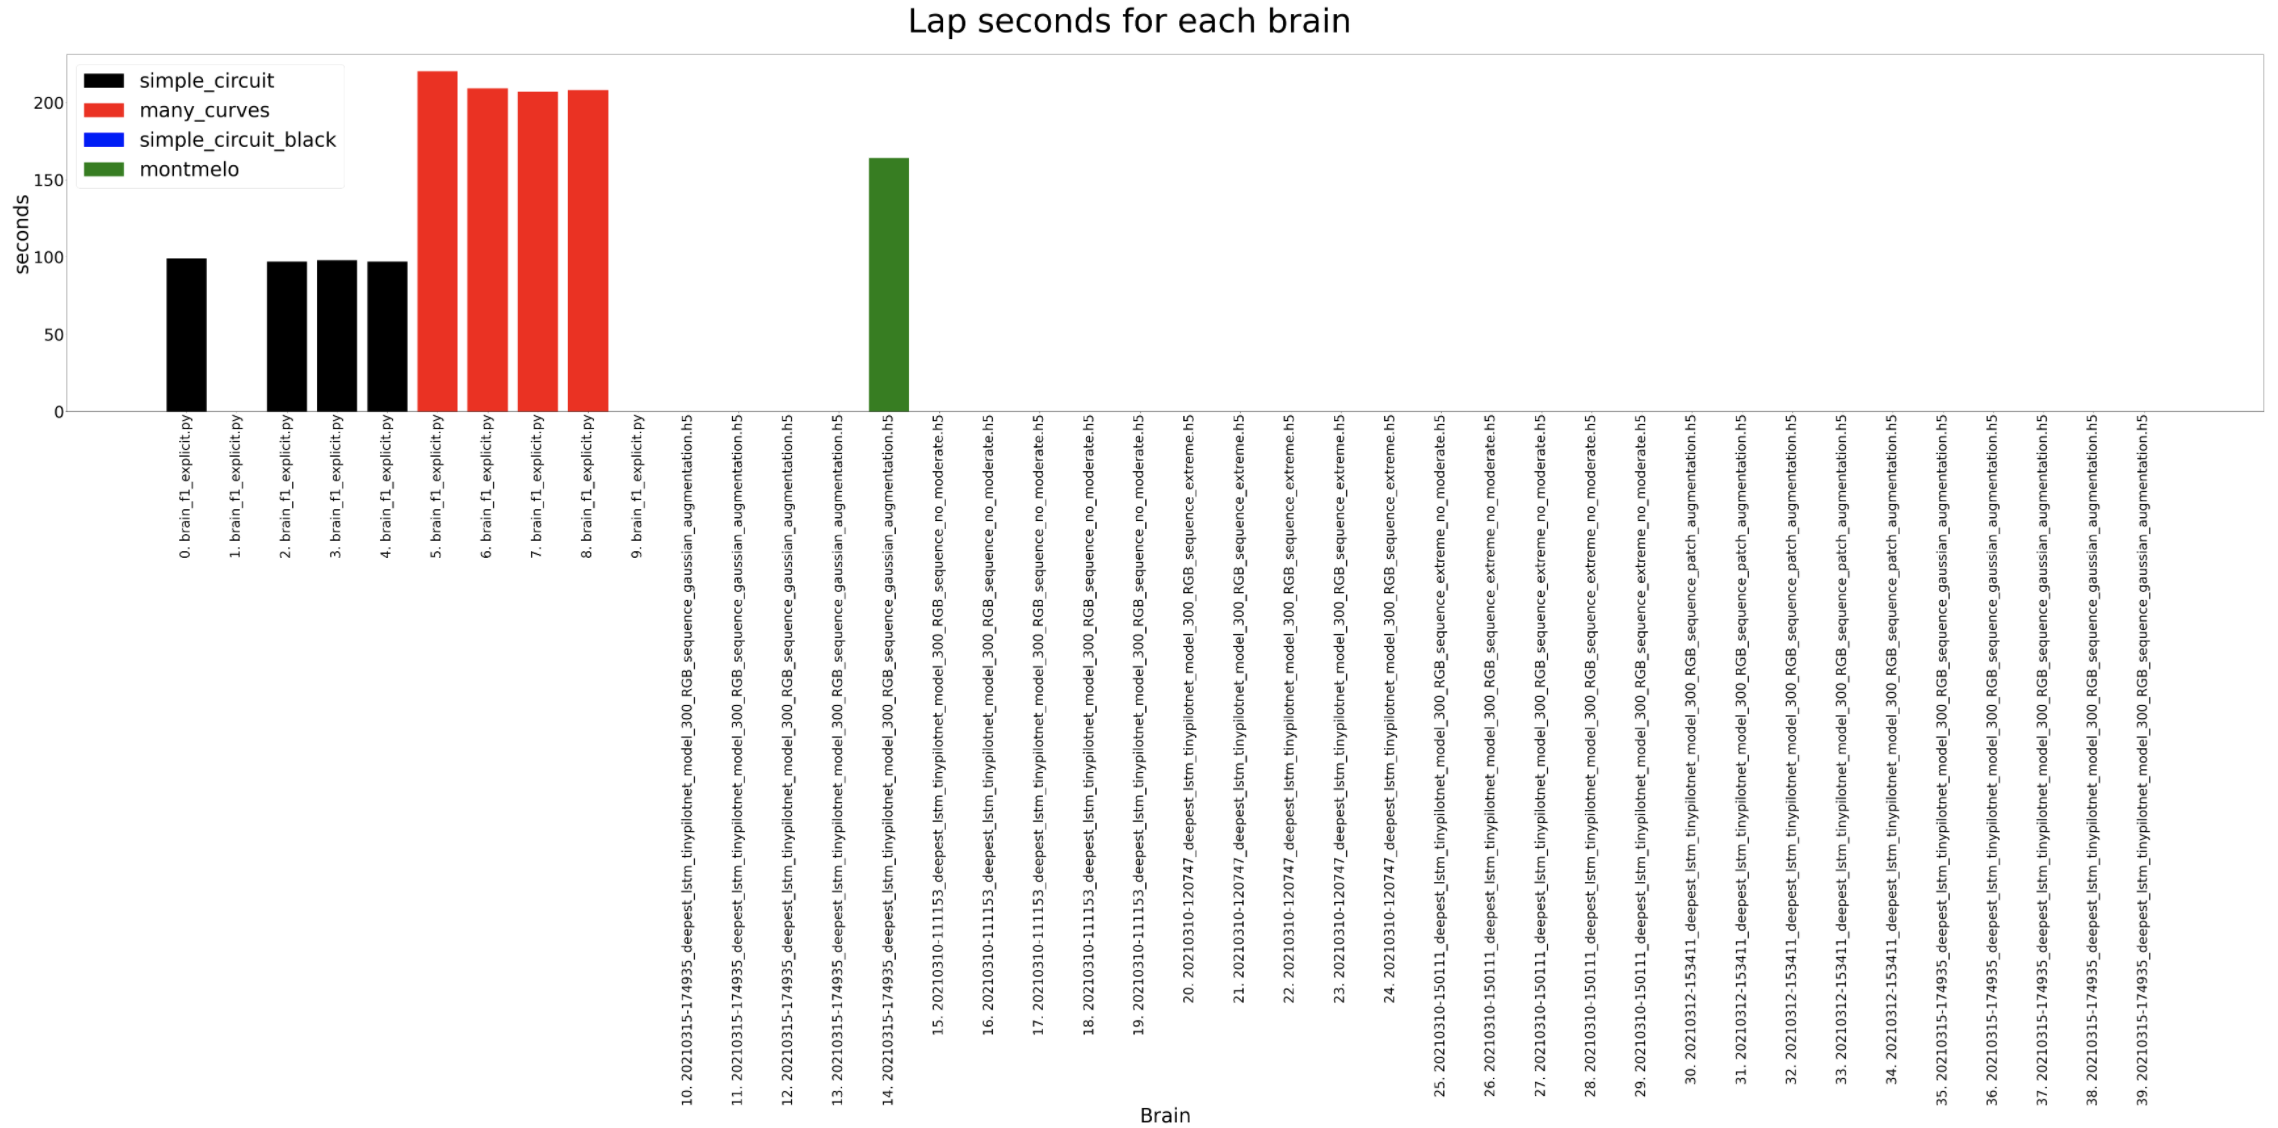 Lap seconds for each brain
simple_circuit
many_curves
simple_circuit_black
montmelo
seconds
200
150
100
50
0
0. brain_f1_explicit.py
1. brain_f1_explicit.py
2. brain_f1_explicit.py
3. brain_f1_explicit.py
4. brain_f1_explicit.py
5. brain_f1_explicit.py
6. brain_f1_explicit.py
7. brain_f1_explicit.py
8. brain_f1_explicit.py
9. brain_f1_explicit.py
10. 20210315-174935_deepest_lstm_tinypilotnet_model_300_RGB_sequence_gaussian_augmentation.h5
11. 20210315-174935_deepest_lstm_tinypilotnet_model_300_RGB_sequence_gaussian_augmentation.h5
12. 20210315-174935_deepest_lstm_tinypilotnet_model_300_RGB_sequence_gaussian_augmentation.h5
13. 20210315-174935_deepest_lstm_tinypilotnet_model_300_RGB_sequence_gaussian_augmentation.h5
14. 20210315-174935_deepest_lstm_tinypilotnet_model_300_RGB_sequence_gaussian_augmentation.h5
15. 20210310-111153_deepest_lstm_tinypilotnet_model_300_RGB_sequence_no_moderate.h5
16. 20210310-111153_deepest_lstm_tinypilotnet_model_300_RGB_sequence_no_moderate.h5
17. 20210310-111153_deepest_lstm_tinypilotnet_model_300_RGB_sequence_no_moderate.h5
18. 20210310-111153_deepest_lstm_tinypilotnet_model_300_RGB_sequence_no_moderate.h5
19. 20210310-111153_deepest_lstm_tinypilotnet_model_300_RGB_sequence_no_moderate.h5
20. 20210310-120747_deepest_lstm_tinypilotnet_model_300_RGB_sequence_extreme.h5
21. 20210310-120747_deepest_lstm_tinypilotnet_model_300_RGB_sequence_extreme.h5
22. 20210310-120747_deepest_lstm_tinypilotnet_model_300_RGB_sequence_extreme.h5
23. 20210310-120747_deepest_lstm_tinypilotnet_model_300_RGB_sequence_extreme.h5
24. 20210310-120747_deepest_lstm_tinypilotnet_model_300_RGB_sequence_extreme.h5
25. 20210310-150111_deepest_lstm_tinypilotnet_model_300_RGB_sequence_extreme_no_moderate.h5
26. 20210310-150111_deepest_lstm_tinypilotnet_model_300_RGB_sequence_extreme_no_moderate.h5
27. 20210310-150111_deepest_lstm_tinypilotnet_model_300_RGB_sequence_extreme_no_moderate.h5
28. 20210310-150111_deepest_lstm_tinypilotnet_model_300_RGB_sequence_extreme_no_moderate.h5
29. 20210310-150111_deepest_lstm_tinypilotnet_model_300_RGB_sequence_extreme_no_moderate.h5
30. 20210312-153411_deepest_lstm_tinypilotnet_model_300_RGB_sequence_patch_augmentation.h5
31. 20210312-153411_deepest_lstm_tinypilotnet_model_300_RGB_sequence_patch_augmentation.h5
32. 20210312-153411_deepest_lstm_tinypilotnet_model_300_RGB_sequence_patch_augmentation.h5
33. 20210312-153411_deepest_lstm_tinypilotnet_model_300_RGB_sequence_patch_augmentation.h5
34. 20210312-153411_deepest_lstm_tinypilotnet_model_300_RGB_sequence_patch_augmentation.h5
35. 20210315-174935_deepest_lstm_tinypilotnet_model_300_RGB_sequence_gaussian_augmentation.h5
36. 20210315-174935_deepest_lstm_tinypilotnet_model_300_RGB_sequence_gaussian_augmentation.h5
37. 20210315-174935_deepest_lstm_tinypilotnet_model_300_RGB_sequence_gaussian_augmentation.h5
38. 20210315-174935_deepest_lstm_tinypilotnet_model_300_RGB_sequence_gaussian_augmentation.h5
39. 20210315-174935_deepest_lstm_tinypilotnet_model_300_RGB_sequence_gaussian_augmentation.h5
Brain